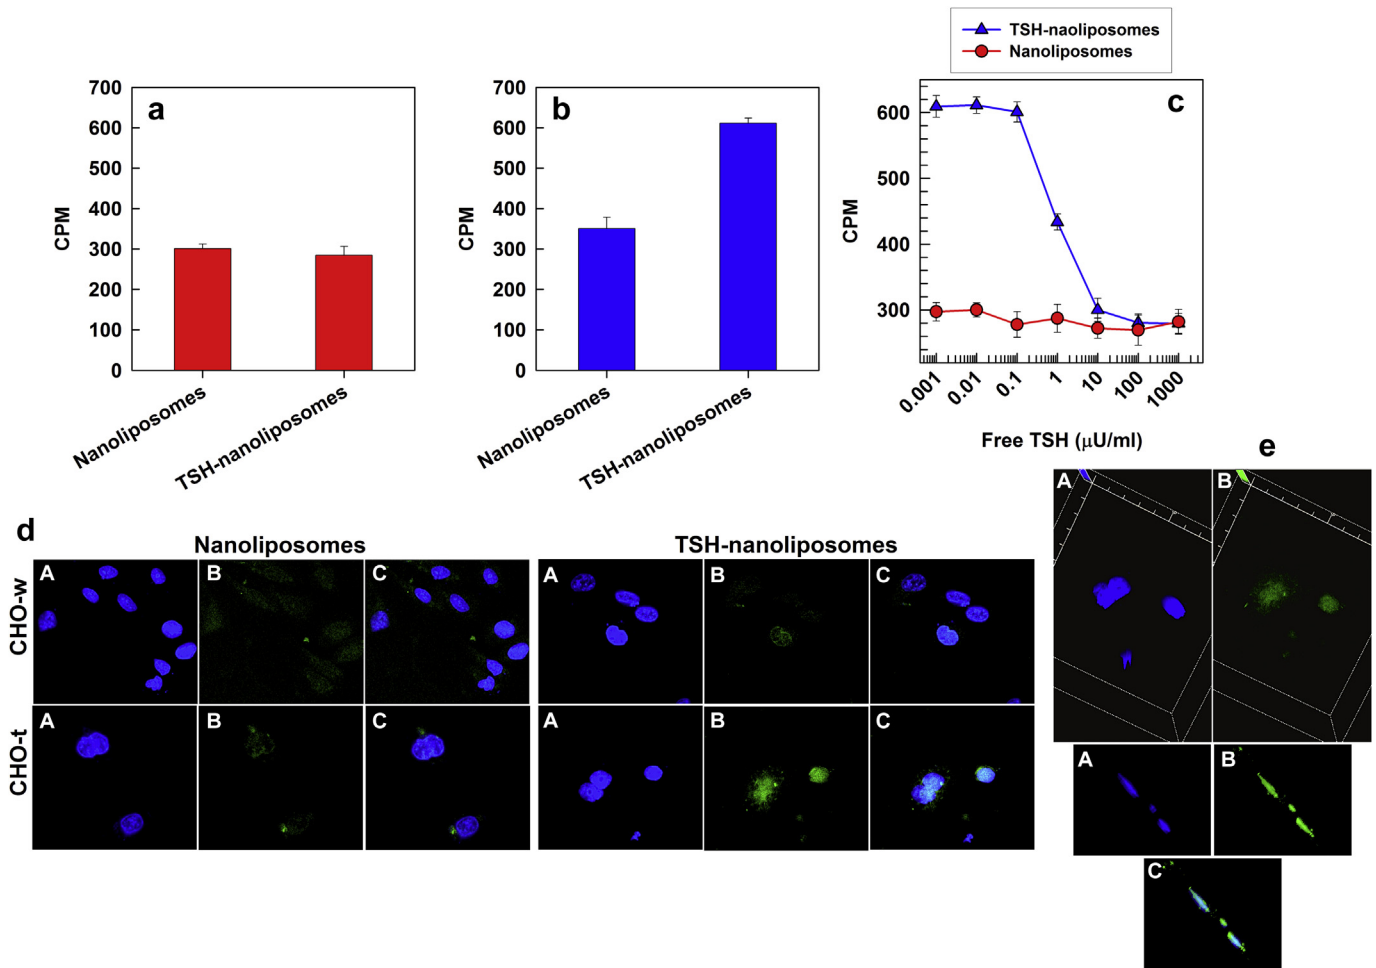 TSH-naoliposomes
Nanoliposomes
a
700
600
500
400
300
200
100
0
CPM
Nanoliposomes
TSH-nanoliposomes
b
700
600
500
400
300
200
100
0
CPM
Nanoliposomes
TSH-nanoliposomes
c
600
500
400
300
CPM
0.001
0.01
0.1
1
10
100
1000
Free TSH (μU/ml)
d
Nanoliposomes
TSH-nanoliposomes
CHO-w
A
B
C
A
B
C
CHO-t
A
B
C
A
B
C
e
A
B
A
B
C